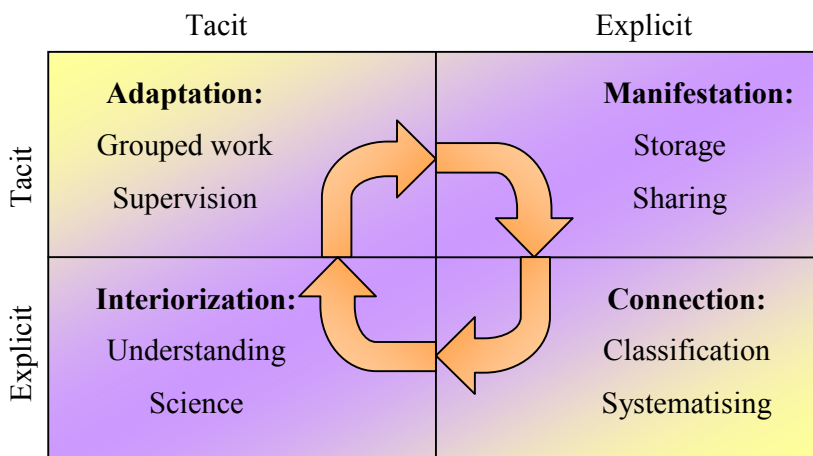 Tacit
Explicit
Tacit
Adaptation:
Grouped work
Supervision
Manifestation:
Storage
Sharing
Explicit
Interiorization:
Understanding
Science
Connection:
Classification
Systematising